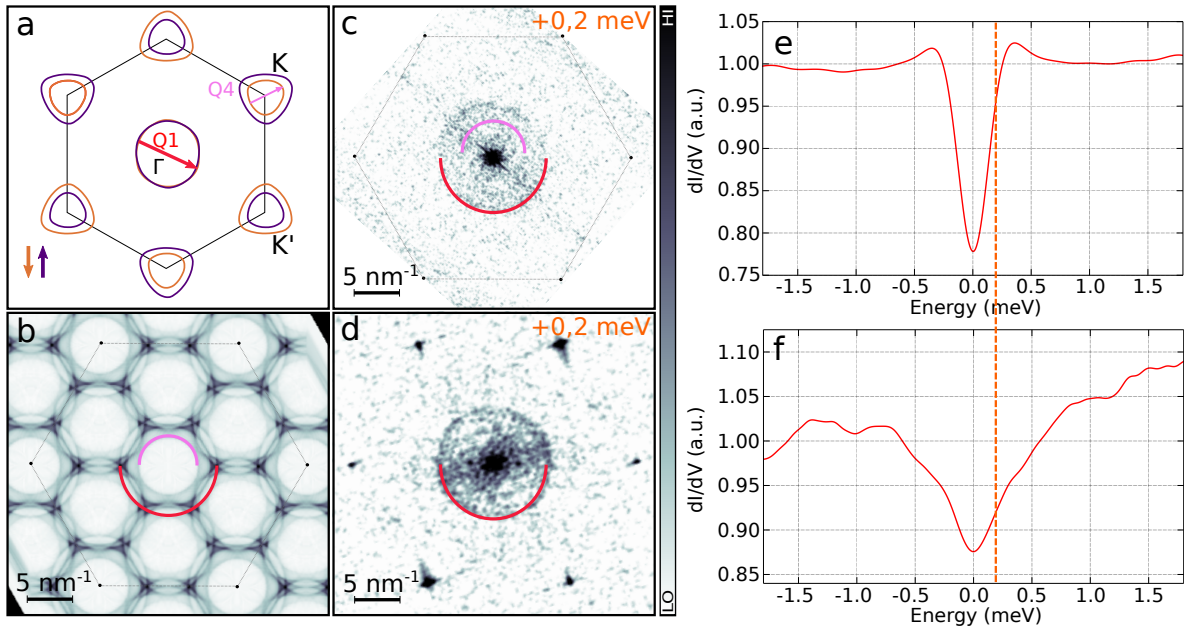 a
K
Q4
Q1
Γ
K'
b
5 nm-1
c
+0,2 meV
5 nm-1
d
+0,2 meV
5 nm-1
HI
LO
e
1.05
1.00
0.95
0.90
0.85
0.80
0.75
dI/dV (a.u.)
-1.5 -1.0 -0.5 0.0 0.5 1.0 1.5
Energy (meV)
f
1.10
1.05
1.00
0.95
0.90
0.85
dI/dV (a.u.)
-1.5 -1.0 -0.5 0.0 0.5 1.0 1.5
Energy (meV)